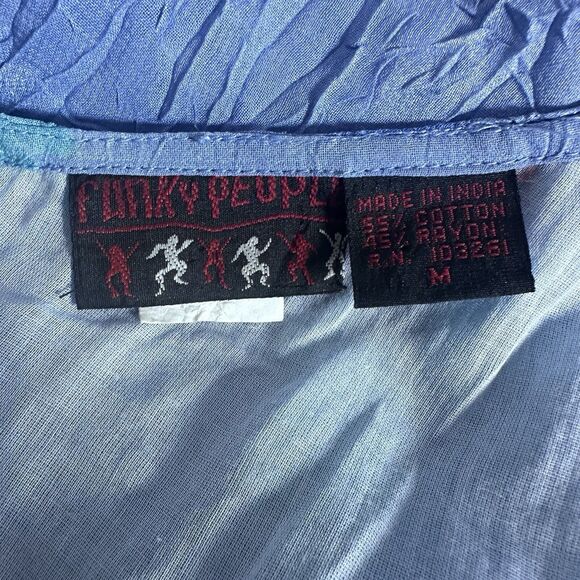 FUNKY PEOPLE
MADE IN INDIA
55% COTTON
45% RAYON
R.N. 103261
M